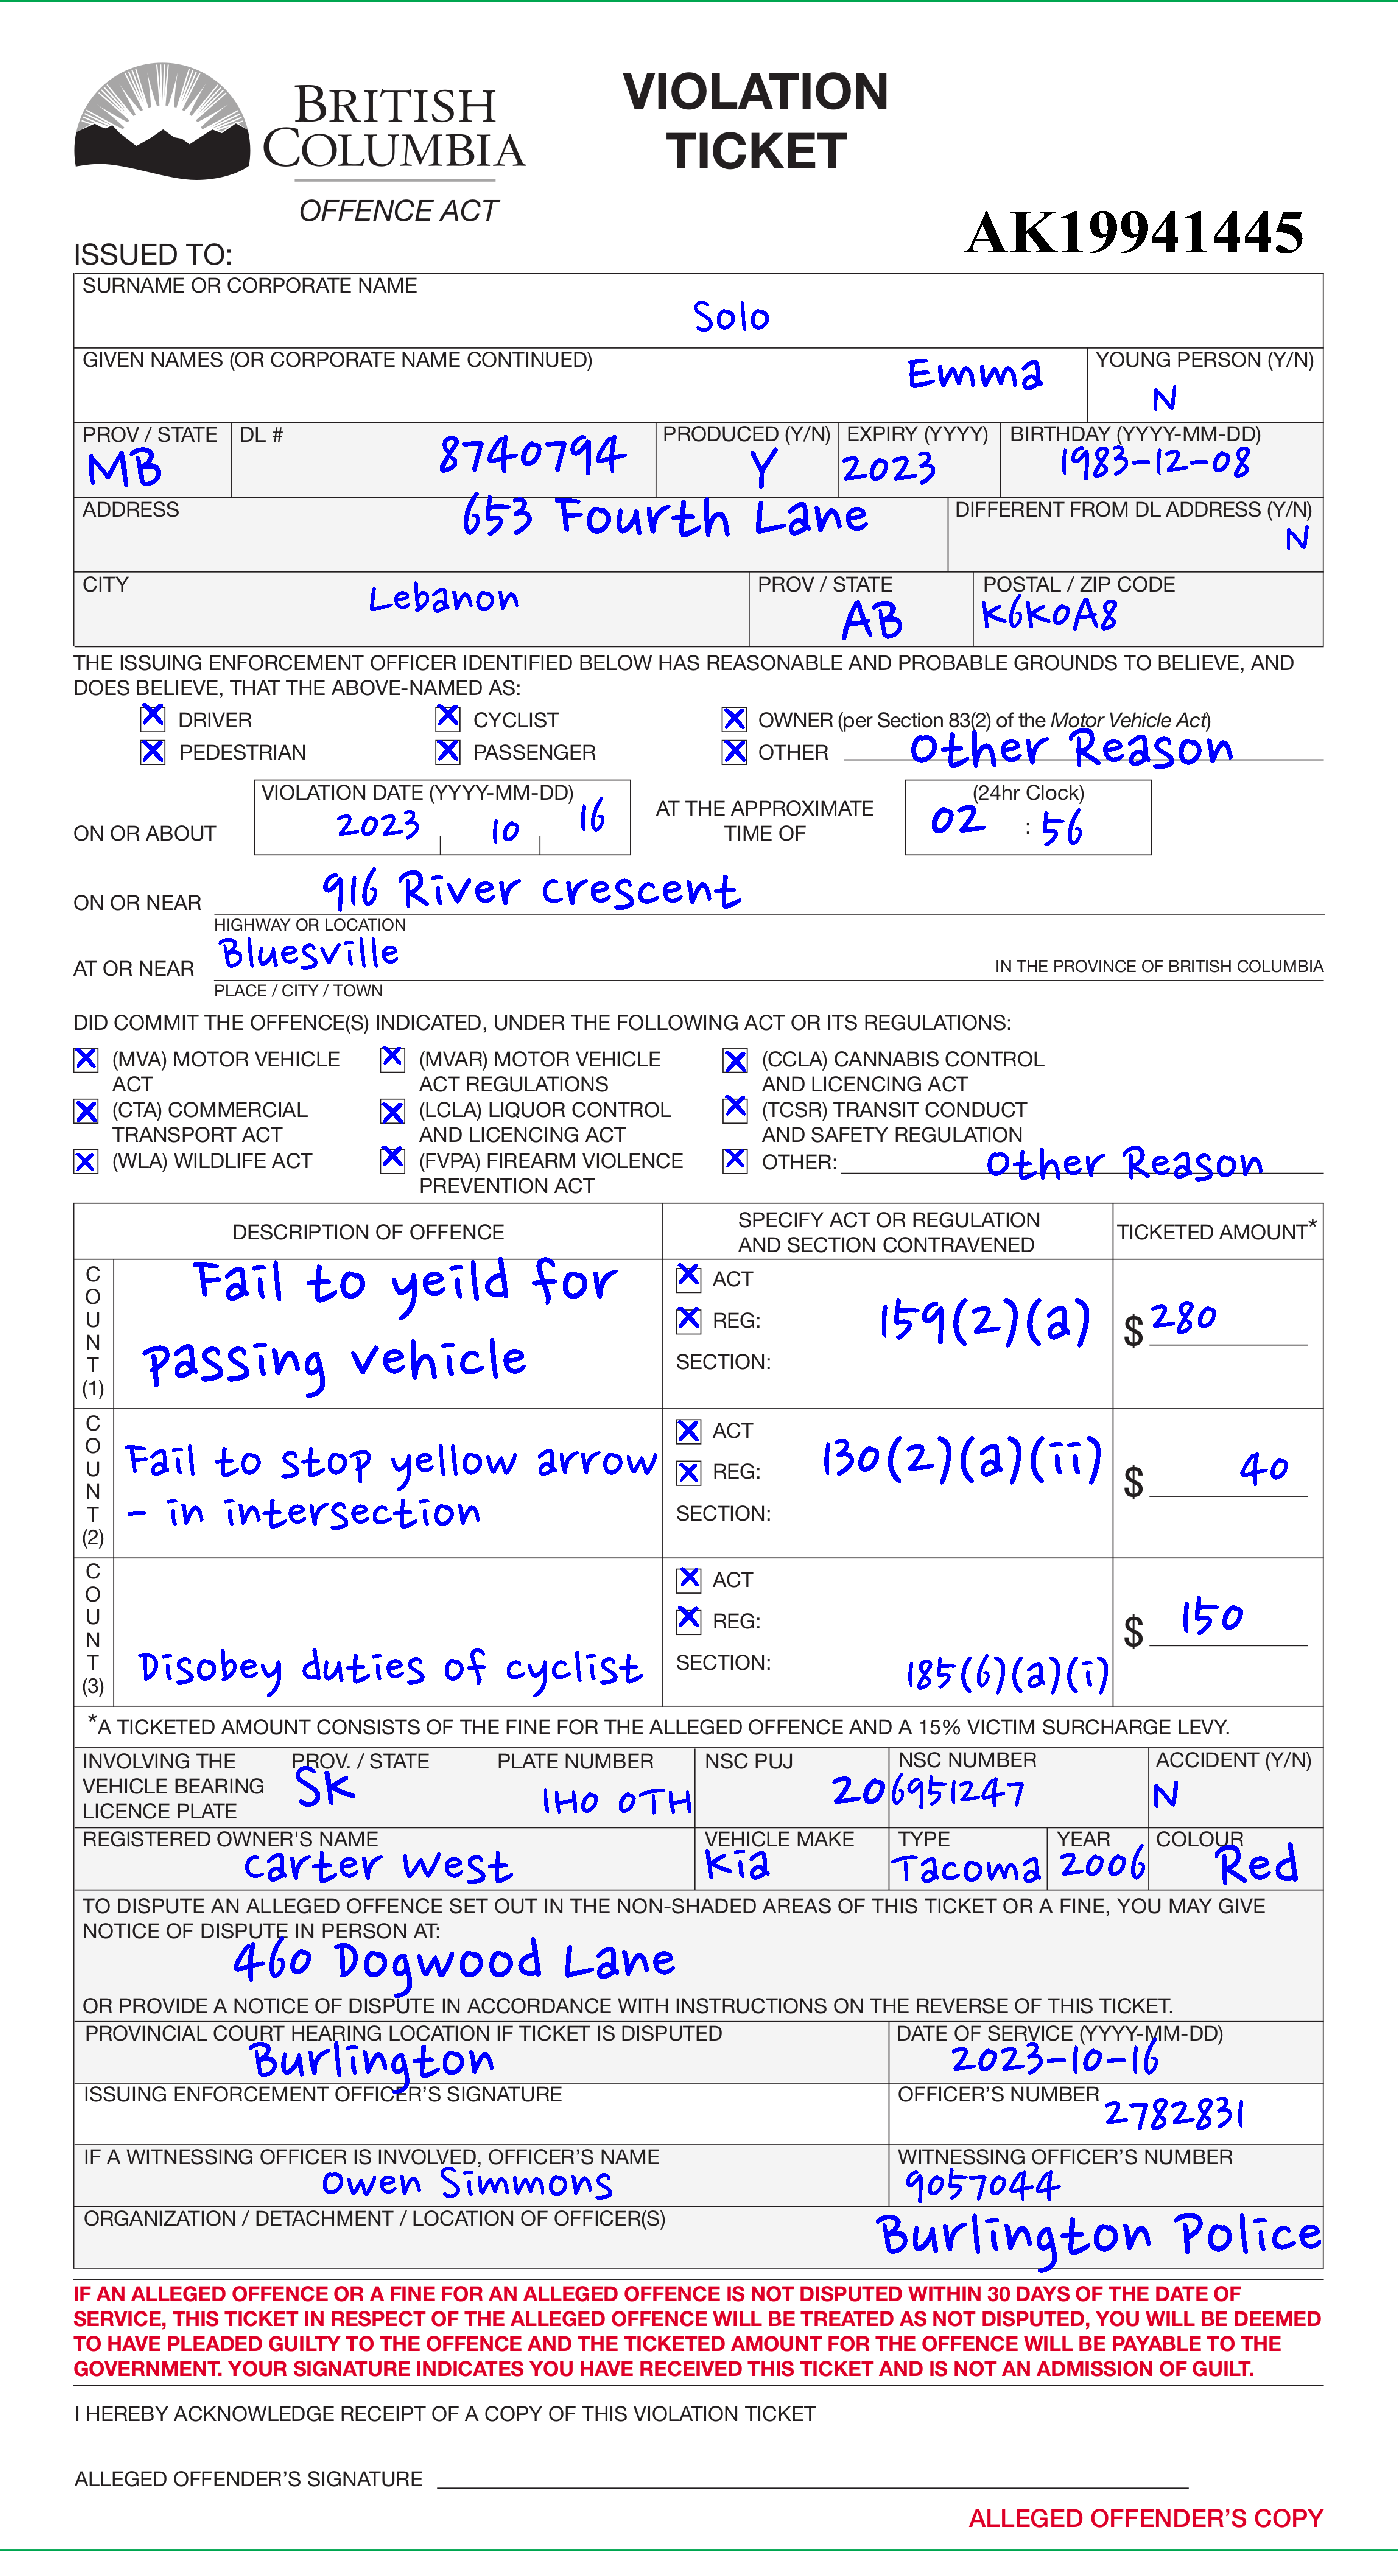 BRITISH
COLUMBIA
OFFENCE ACT
VIOLATION
TICKET
AK19941445
ISSUED TO:
SURNAME OR CORPORATE NAME
Solo
GIVEN NAMES (OR CORPORATE NAME CONTINUED)
Emma
YOUNG PERSON (Y/N)
N
PROV / STATE DL # PRODUCED (Y/N) EXPIRY (YYYY) BIRTHDAY (YYYY-MM-DD)
MB 8740794 Y 2023 1983-12-08
ADDRESS DIFFERENT FROM DL ADDRESS (Y/N)
653 Fourth Lane N
CITY PROV / STATE POSTAL / ZIP CODE
Lebanon AB K6K0A8
THE ISSUING ENFORCEMENT OFFICER IDENTIFIED BELOW HAS REASONABLE AND PROBABLE GROUNDS TO BELIEVE, AND
DOES BELIEVE, THAT THE ABOVE-NAMED AS:
X DRIVER X CYCLIST X OWNER (per Section 83(2) of the Motor Vehicle Act)
X PEDESTRIAN X PASSENGER X OTHER Other Reason
VIOLATION DATE (YYYY-MM-DD) (24hr Clock)
ON OR ABOUT 2023 10 16 AT THE APPROXIMATE
TIME OF 02 : 56
ON OR NEAR 916 River crescent
HIGHWAY OR LOCATION
AT OR NEAR Bluesville IN THE PROVINCE OF BRITISH COLUMBIA
PLACE / CITY / TOWN
DID COMMIT THE OFFENCE(S) INDICATED, UNDER THE FOLLOWING ACT OR ITS REGULATIONS:
X (MVA) MOTOR VEHICLE
ACT
X (MVAR) MOTOR VEHICLE
ACT REGULATIONS
X (CCLA) CANNABIS CONTROL
AND LICENCING ACT
X (CTA) COMMERCIAL
TRANSPORT ACT
X (LCLA) LIQUOR CONTROL
AND LICENCING ACT
X (TCSR) TRANSIT CONDUCT
AND SAFETY REGULATION
X (WLA) WILDLIFE ACT
X (FVPA) FIREARM VIOLENCE
PREVENTION ACT
X OTHER: Other Reason
DESCRIPTION OF OFFENCE
SPECIFY ACT OR REGULATION
AND SECTION CONTRAVENED
TICKETED AMOUNT*
COUNT (1)
Fail to yeild for
passing vehicle
X ACT
X REG:
SECTION:
159(2)(a)
$ 280
COUNT (2)
Fail to stop yellow arrow
- in intersection
X ACT
X REG:
SECTION:
130(2)(a)(ii)
$ 40
COUNT (3)
Disobey duties of cyclist
X ACT
X REG:
SECTION:
185(6)(a)(i)
$ 150
*A TICKETED AMOUNT CONSISTS OF THE FINE FOR THE ALLEGED OFFENCE AND A 15% VICTIM SURCHARGE LEVY.
INVOLVING THE
VEHICLE BEARING
LICENCE PLATE
PROV. / STATE PLATE NUMBER NSC PUJ NSC NUMBER ACCIDENT (Y/N)
SK 1H0 0TH 206951247 N
REGISTERED OWNER'S NAME VEHICLE MAKE TYPE YEAR COLOUR
Carter West Kia Tacoma 2006 Red
TO DISPUTE AN ALLEGED OFFENCE SET OUT IN THE NON-SHADED AREAS OF THIS TICKET OR A FINE, YOU MAY GIVE
NOTICE OF DISPUTE IN PERSON AT:
460 Dogwood Lane
OR PROVIDE A NOTICE OF DISPUTE IN ACCORDANCE WITH INSTRUCTIONS ON THE REVERSE OF THIS TICKET.
PROVINCIAL COURT HEARING LOCATION IF TICKET IS DISPUTED DATE OF SERVICE (YYYY-MM-DD)
Burlington 2023-10-16
ISSUING ENFORCEMENT OFFICER'S SIGNATURE OFFICER'S NUMBER
2782831
IF A WITNESSING OFFICER IS INVOLVED, OFFICER'S NAME WITNESSING OFFICER'S NUMBER
Owen Simmons 9057044
ORGANIZATION / DETACHMENT / LOCATION OF OFFICER(S)
Burlington Police
IF AN ALLEGED OFFENCE OR A FINE FOR AN ALLEGED OFFENCE IS NOT DISPUTED WITHIN 30 DAYS OF THE DATE OF
SERVICE, THIS TICKET IN RESPECT OF THE ALLEGED OFFENCE WILL BE TREATED AS NOT DISPUTED, YOU WILL BE DEEMED
TO HAVE PLEADED GUILTY TO THE OFFENCE AND THE TICKETED AMOUNT FOR THE OFFENCE WILL BE PAYABLE TO THE
GOVERNMENT. YOUR SIGNATURE INDICATES YOU HAVE RECEIVED THIS TICKET AND IS NOT AN ADMISSION OF GUILT.
I HEREBY ACKNOWLEDGE RECEIPT OF A COPY OF THIS VIOLATION TICKET
ALLEGED OFFENDER'S SIGNATURE
ALLEGED OFFENDER'S COPY